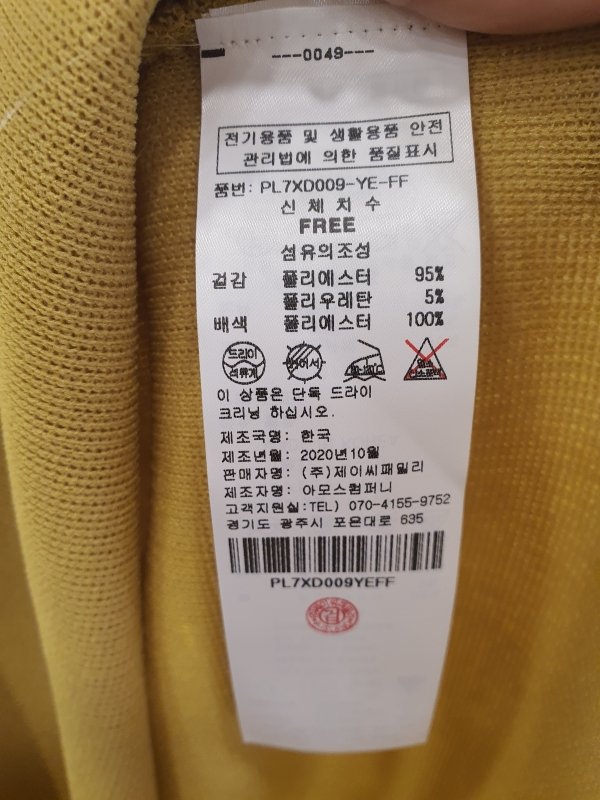 ---0049---
전기용품 및 생활용품 안전
관리법에 의한 품질표시
품번: PL7XD009-YE-FF
신 체 치 수
FREE
섬유의조성
겉감 폴리에스터 95%
폴리우레탄 5%
배색 폴리에스터 100%
드라이
이 상품은 단독 드라이
크리닝 하십시오.
제조국명: 한국
제조년월: 2020년10월
판매자명: (주)제이씨패밀리
제조자명: 아모스컴퍼니
고객지원실:TEL) 070-4155-9752
경기도 광주시 포은대로 635
PL7XD009YEFF
검